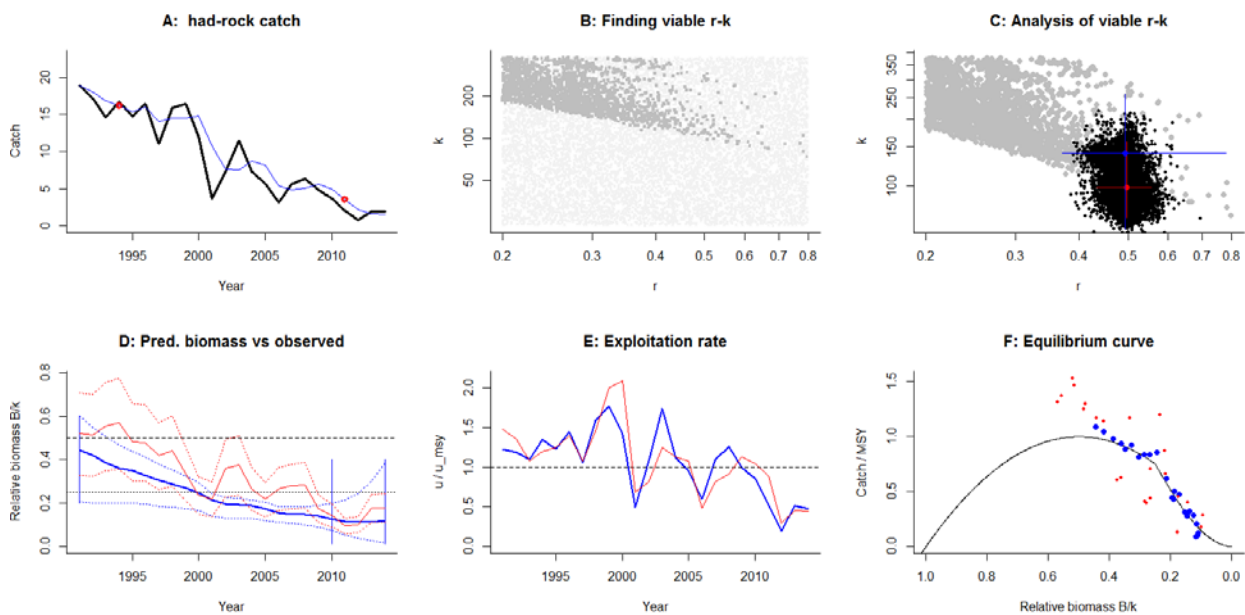 A: had-rock catch
B: Finding viable r-k
C: Analysis of viable r-k
Catch
0 5 10 15 20
1995 2000 2005 2010
Year
k
50 100 200
0.2 0.3 0.4 0.5 0.6 0.7 0.8
r
k
100 150 250 350
0.2 0.3 0.4 0.5 0.6 0.7 0.8
r
D: Pred. biomass vs observed
E: Exploitation rate
F: Equilibrium curve
Relative biomass B/k
0.0 0.2 0.4 0.6 0.8
1995 2000 2005 2010
Year
u / u_msy
0.0 0.5 1.0 1.5 2.0
1995 2000 2005 2010
Year
Catch / MSY
0.0 0.5 1.0 1.5
1.0 0.8 0.6 0.4 0.2 0.0
Relative biomass B/k